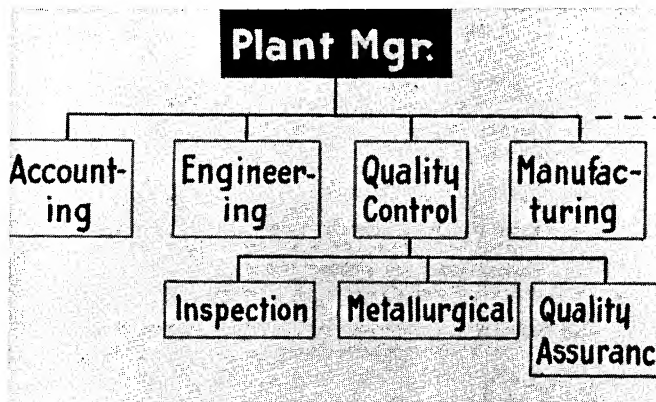 Plant Mgr.
Account-
ing
Engineer-
ing
Quality
Control
Manufac-
turing
Inspection
Metallurgical
Quality
Assuranc